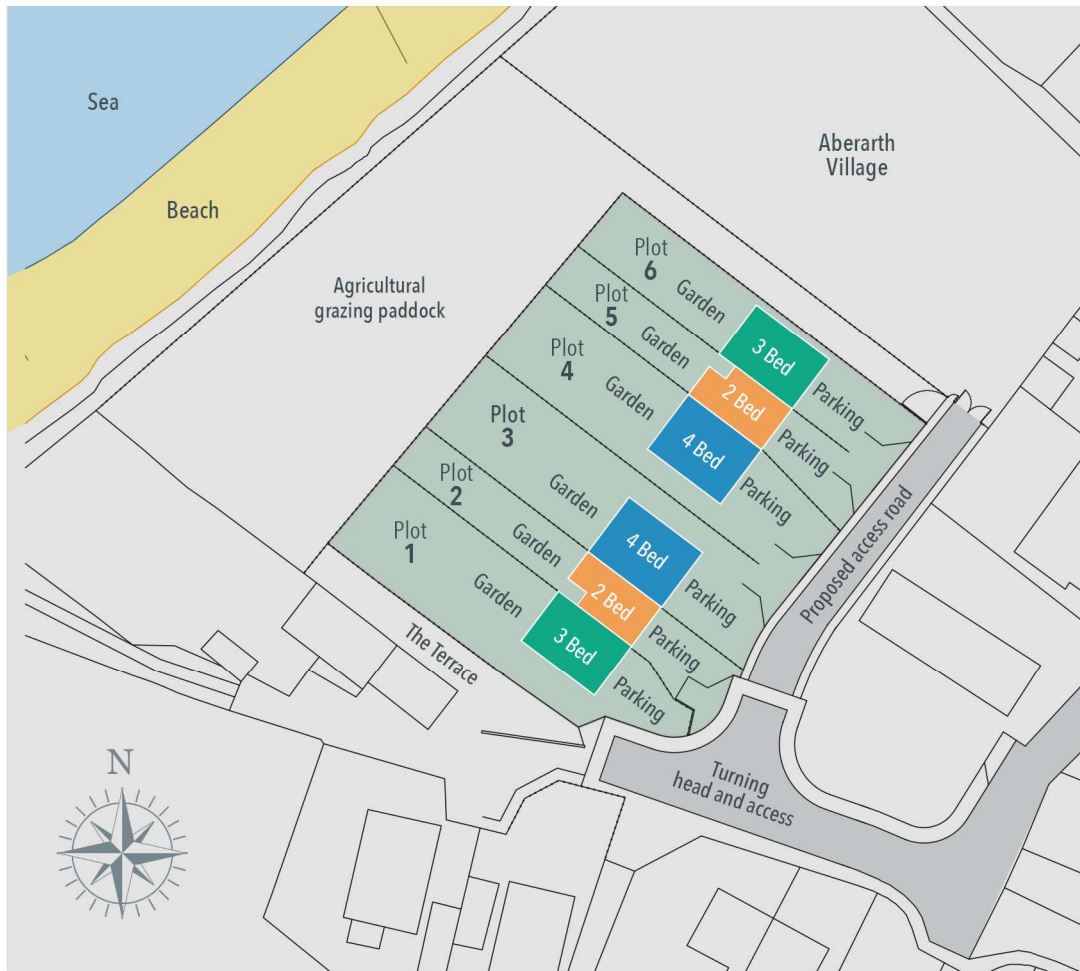 Sea
Beach
Aberarth
Village
Agricultural
grazing paddock
Plot
6
Garden
3 Bed
Parking
Plot
5
Garden
2 Bed
Parking
Plot
4
Garden
4 Bed
Parking
Plot
3
Garden
4 Bed
Parking
Plot
2
Garden
2 Bed
Parking
Plot
1
Garden
3 Bed
Parking
The Terrace
Proposed access road
Turning
head and access
N